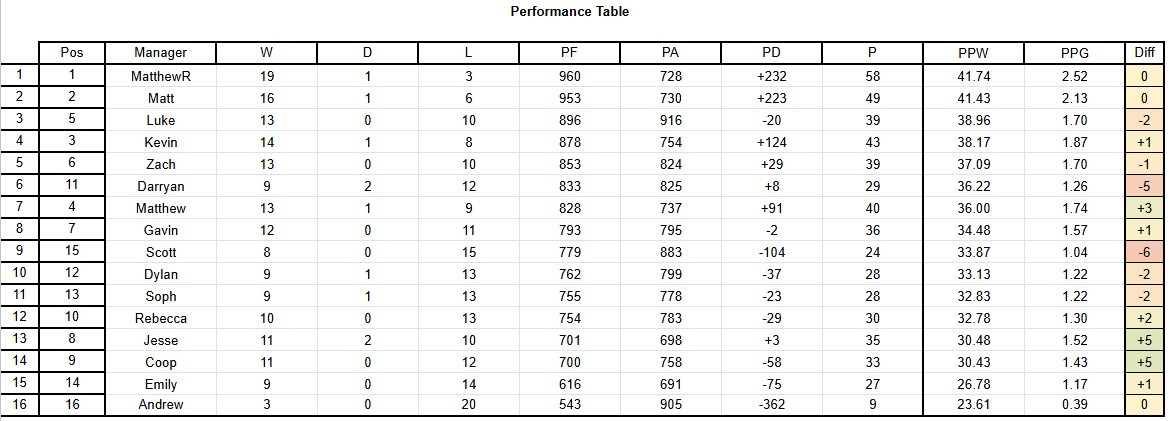 Performance Table
Pos Manager W D L PF PA PD P PPW PPG Diff
1 1 MatthewR 19 1 3 960 728 +232 58 41.74 2.52 0
2 2 Matt 16 1 6 953 730 +223 49 41.43 2.13 0
3 5 Luke 13 0 10 896 916 -20 39 38.96 1.70 -2
4 3 Kevin 14 1 8 878 754 +124 43 38.17 1.87 +1
5 6 Zach 13 0 10 853 824 +29 39 37.09 1.70 -1
6 11 Darryan 9 2 12 833 825 +8 29 36.22 1.26 -5
7 4 Matthew 13 1 9 828 737 +91 40 36.00 1.74 +3
8 7 Gavin 12 0 11 793 795 -2 36 34.48 1.57 +1
9 15 Scott 8 0 15 779 883 -104 24 33.87 1.04 -6
10 12 Dylan 9 1 13 762 799 -37 28 33.13 1.22 -2
11 13 Soph 9 1 13 755 778 -23 28 32.83 1.22 -2
12 10 Rebecca 10 0 13 754 783 -29 30 32.78 1.30 +2
13 8 Jesse 11 2 10 701 698 +3 35 30.48 1.52 +5
14 9 Coop 11 0 12 700 758 -58 33 30.43 1.43 +5
15 14 Emily 9 0 14 616 691 -75 27 26.78 1.17 +1
16 16 Andrew 3 0 20 543 905 -362 9 23.61 0.39 0